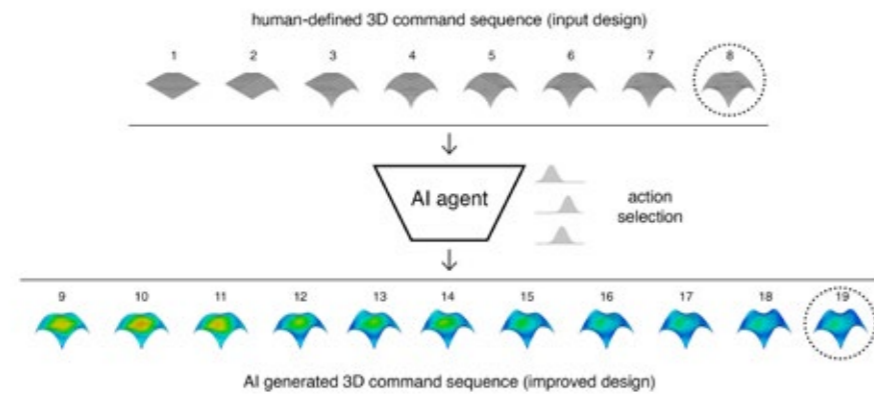 human-defined 3D command sequence (input design)
1 2 3 4 5 6 7 8
AI agent
action
selection
9 10 11 12 13 14 15 16 17 18 19
AI generated 3D command sequence (improved design)